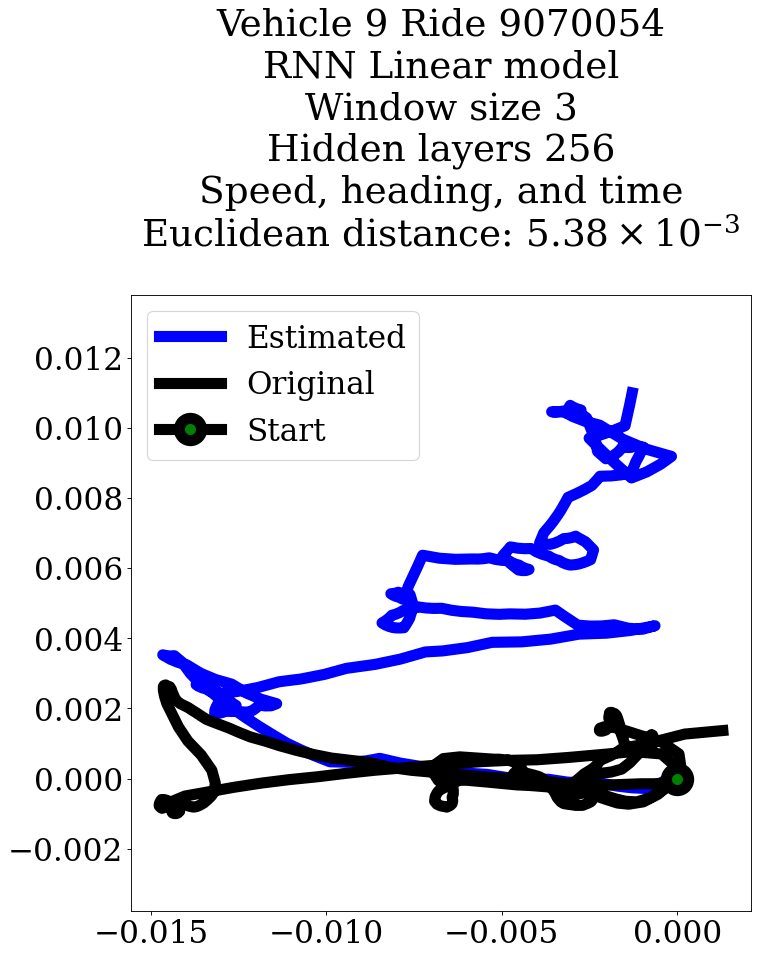 Vehicle 9 Ride 9070054
RNN Linear model
Window size 3
Hidden layers 256
Speed, heading, and time
Euclidean distance: 5.38 × 10⁻³
Estimated
Original
Start
0.012
0.010
0.008
0.006
0.004
0.002
0.000
−0.002
−0.015 −0.010 −0.005 0.000